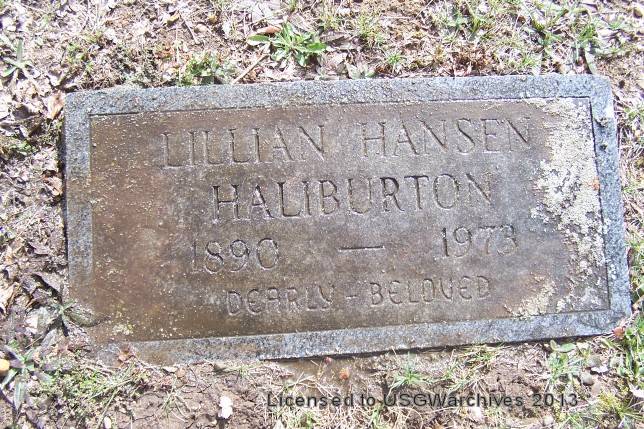 LILLIAN HANSEN
HALIBURTON
1890 — 1973
DEARLY - BELOVED
Licensed to USGWarchives 2013